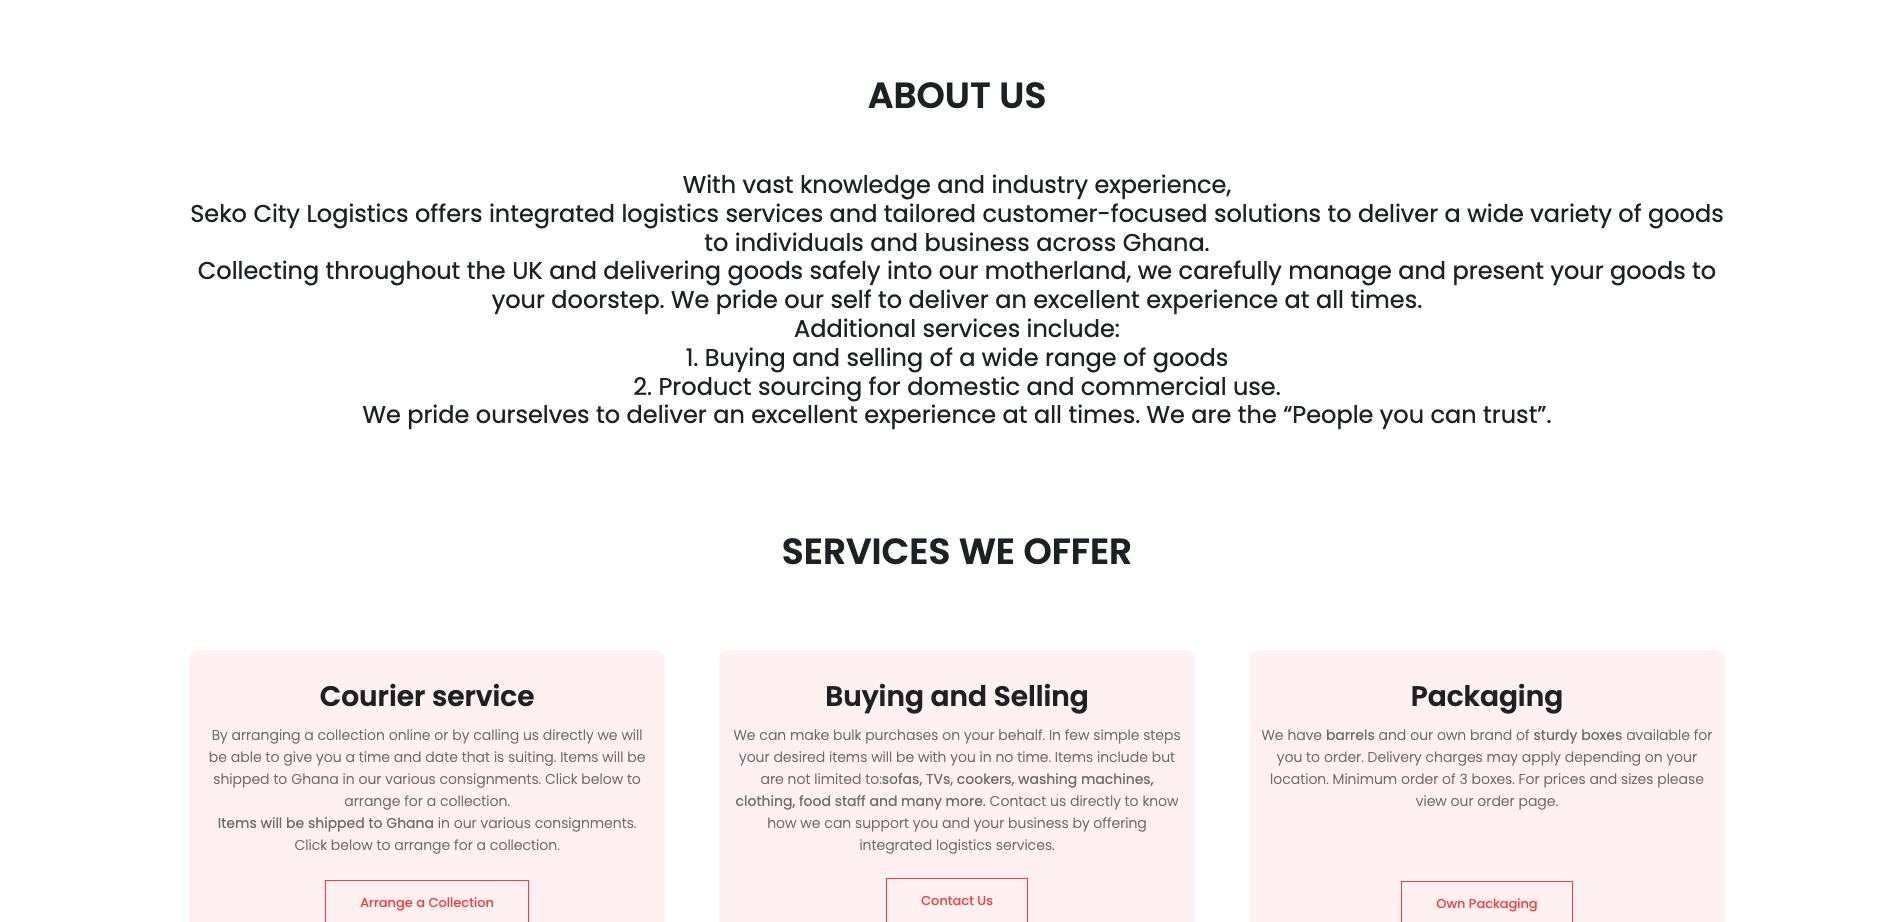 ABOUT US
With vast knowledge and industry experience,
Seko City Logistics offers integrated logistics services and tailored customer-focused solutions to deliver a wide variety of goods
to individuals and business across Ghana.
Collecting throughout the UK and delivering goods safely into our motherland, we carefully manage and present your goods to
your doorstep. We pride our self to deliver an excellent experience at all times.
Additional services include:
1. Buying and selling of a wide range of goods
2. Product sourcing for domestic and commercial use.
We pride ourselves to deliver an excellent experience at all times. We are the “People you can trust”.
SERVICES WE OFFER
Courier service
By arranging a collection online or by calling us directly we will
be able to give you a time and date that is suiting. Items will be
shipped to Ghana in our various consignments. Click below to
arrange for a collection.
Items will be shipped to Ghana in our various consignments.
Click below to arrange for a collection.
Arrange a Collection
Buying and Selling
We can make bulk purchases on your behalf. In few simple steps
your desired items will be with you in no time. Items include but
are not limited to:sofas, TVs, cookers, washing machines,
clothing, food staff and many more. Contact us directly to know
how we can support you and your business by offering
integrated logistics services.
Contact Us
Packaging
We have barrels and our own brand of sturdy boxes available for
you to order. Delivery charges may apply depending on your
location. Minimum order of 3 boxes. For prices and sizes please
view our order page.
Own Packaging